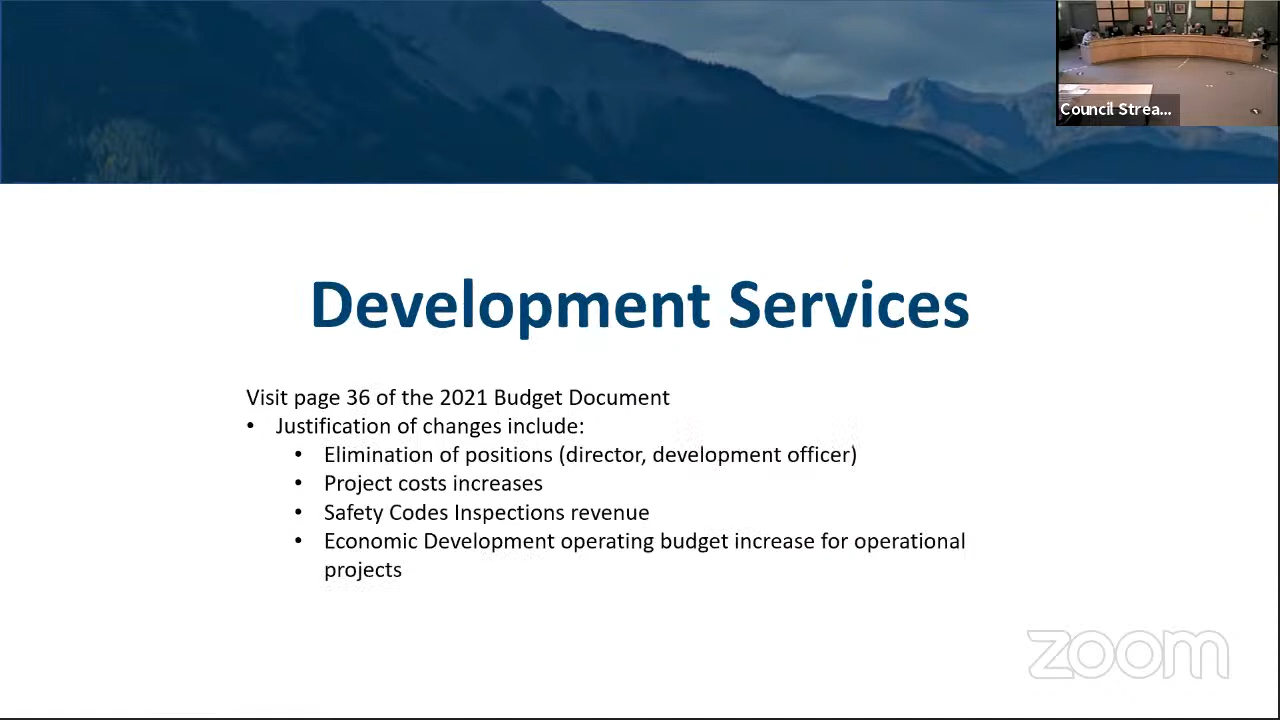 Council Strea...
Development Services
Visit page 36 of the 2021 Budget Document
• Justification of changes include:
• Elimination of positions (director, development officer)
• Project costs increases
• Safety Codes Inspections revenue
• Economic Development operating budget increase for operational
projects
zoom